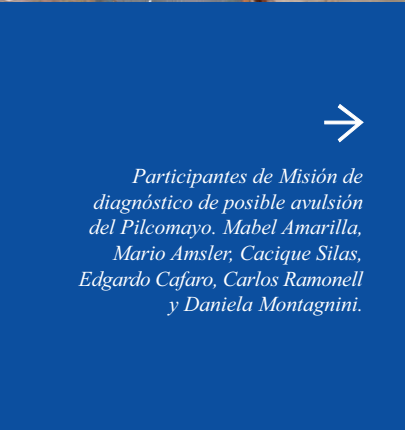 Participantes de Misión de
diagnóstico de posible avulsión
del Pilcomayo. Mabel Amarilla,
Mario Amsler, Cacique Silas,
Edgardo Cafaro, Carlos Ramonell
y Daniela Montagnini.